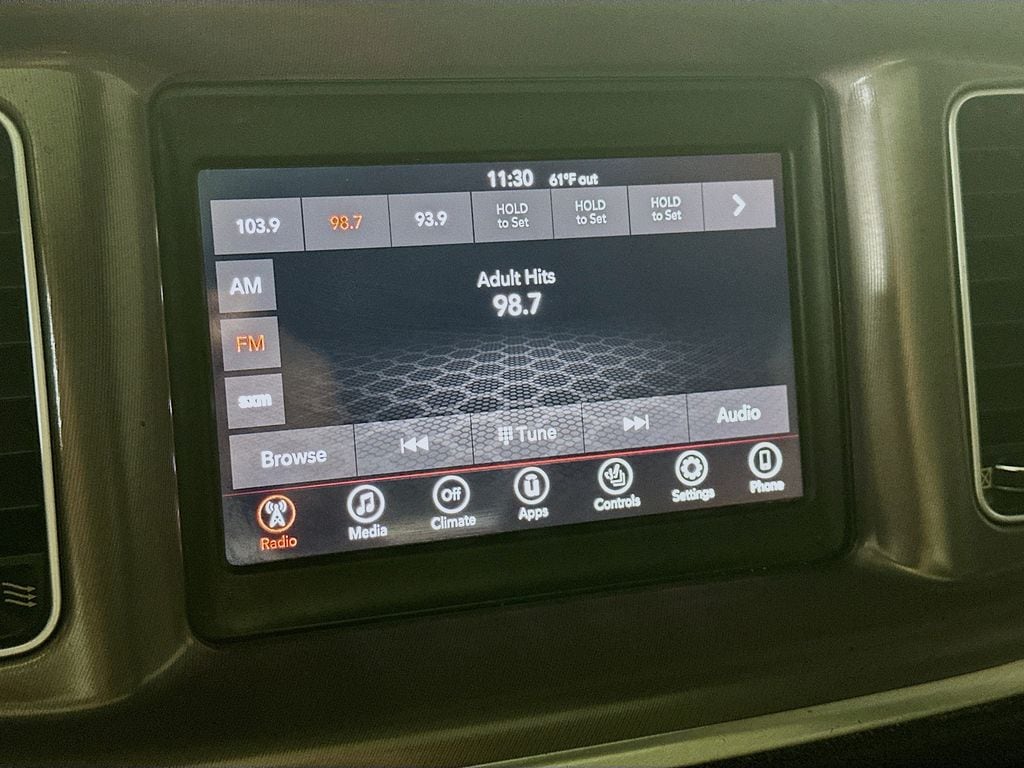 11:30 61°F out
103.9 98.7 93.9 HOLD to Set HOLD to Set HOLD to Set
AM
Adult Hits
98.7
FM
sxm
Browse Tune Audio
Off
Radio Media Climate Apps Controls Settings Phone